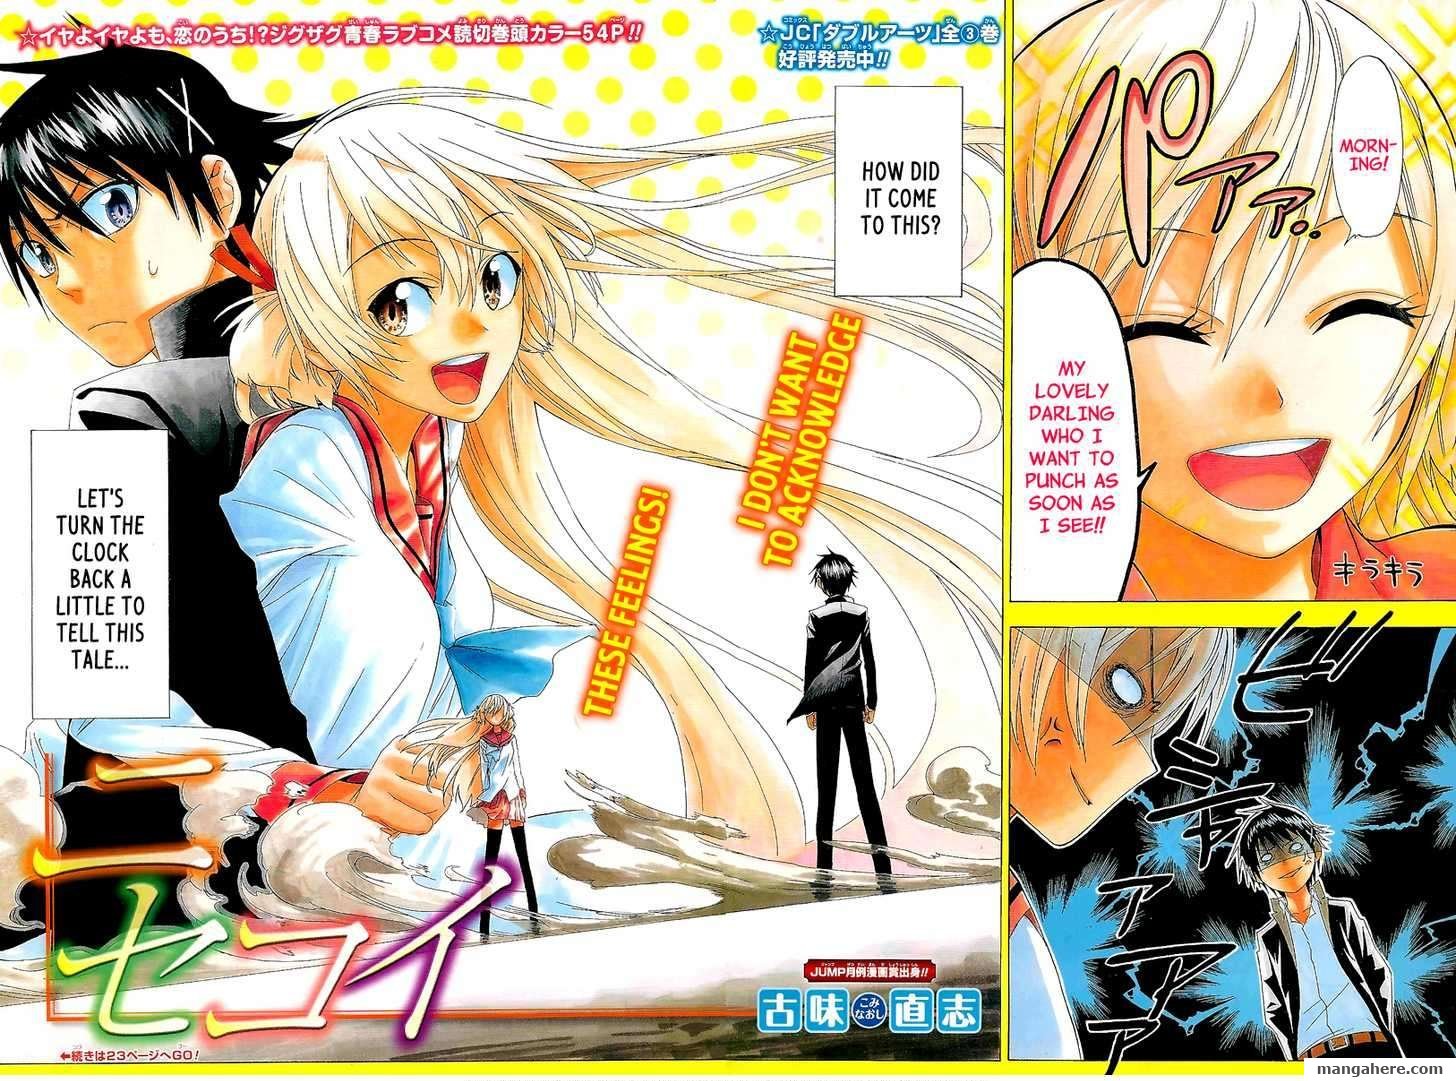 MORN-
ING!
パァァ..
MY
LOVELY
DARLING
WHO I
WANT TO
PUNCH AS
SOON AS
I SEE!!
キラキラ
ビシャァァア!!
☆イヤよイヤよも、恋のうち!?ジグザグ青春ラブコメ読切巻頭カラー54P!!
☆JC「ダブルアーツ」全③巻
好評発売中!!
HOW DID
IT COME
TO THIS?
I DON'T WANT
TO ACKNOWLEDGE
THESE FEELINGS!
LET'S
TURN THE
CLOCK
BACK A
LITTLE TO
TELL THIS
TALE...
ニセコイ
JUMP月例漫画賞出身!!
古味直志
こみ
なおし
←続きは23ページへGO!
mangahere.com